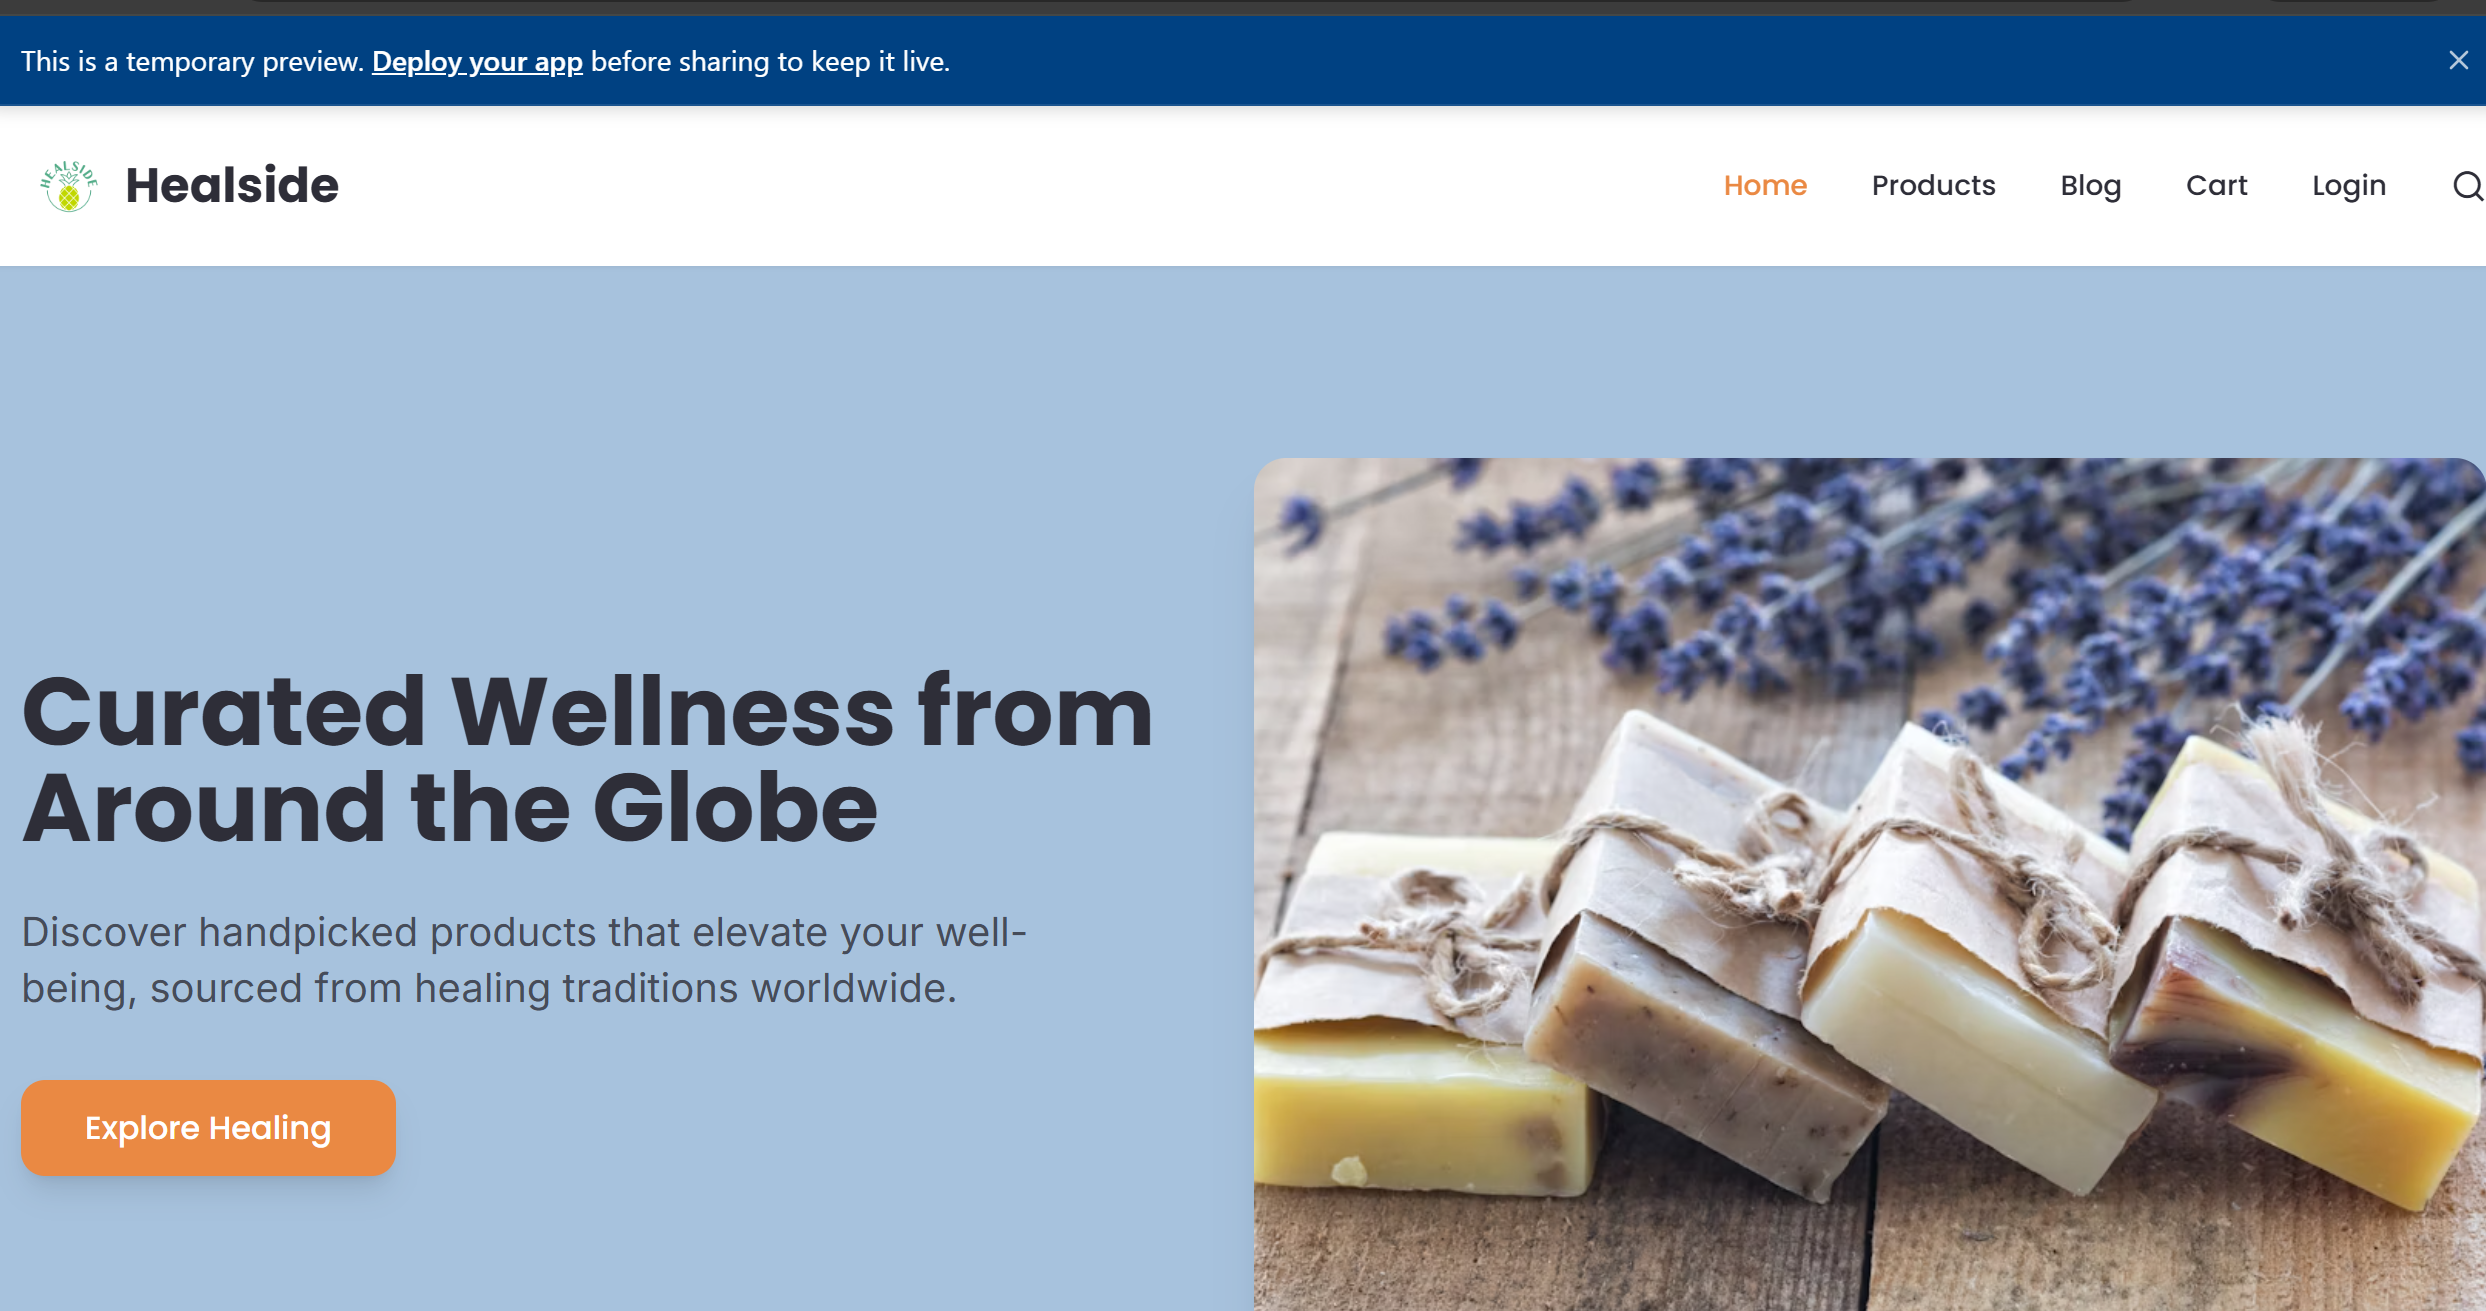 This is a temporary preview. Deploy your app before sharing to keep it live.
HEALSIDE
Healside
Home
Products
Blog
Cart
Login
Curated Wellness from
Around the Globe
Discover handpicked products that elevate your well-
being, sourced from healing traditions worldwide.
Explore Healing